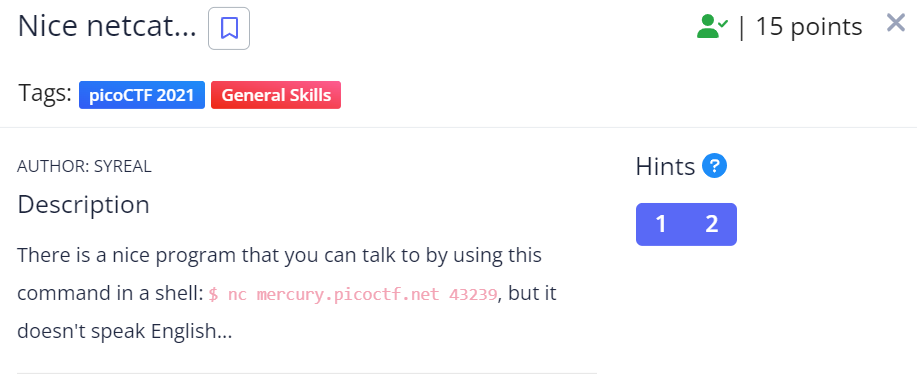 Nice netcat...
| 15 points
Tags: picoCTF 2021 General Skills
AUTHOR: SYREAL
Hints ?
Description
1 2
There is a nice program that you can talk to by using this
command in a shell: $ nc mercury.picoctf.net 43239, but it
doesn't speak English...